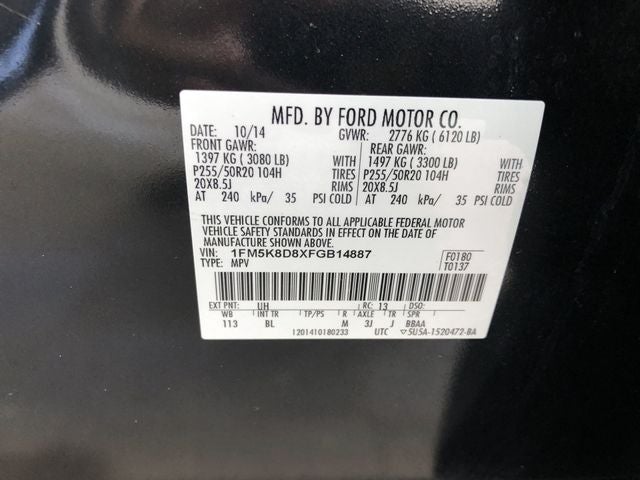 MFD. BY FORD MOTOR CO.
DATE: 10/14 GVWR: 2776 KG ( 6120 LB)
FRONT GAWR: REAR GAWR:
1397 KG ( 3080 LB) WITH 1497 KG ( 3300 LB) WITH
P255/50R20 104H TIRES P255/50R20 104H TIRES
20X8.5J RIMS 20X8.5J RIMS
AT 240 kPa/ 35 PSI COLD AT 240 kPa/ 35 PSI COLD
THIS VEHICLE CONFORMS TO ALL APPLICABLE FEDERAL MOTOR
VEHICLE SAFETY STANDARDS IN EFFECT ON THE DATE OF
MANUFACTURE SHOWN ABOVE.
VIN: 1FM5K8D8XFGB14887 F0180
TYPE: MPV T0137
EXT PNT: UH RC: 13 DSO:
WB INT TR TP/PS R AXLE TR SPR
113 BL M 3J J BBAA
1201410180233 UTC ▽5U5A-1520472-BA